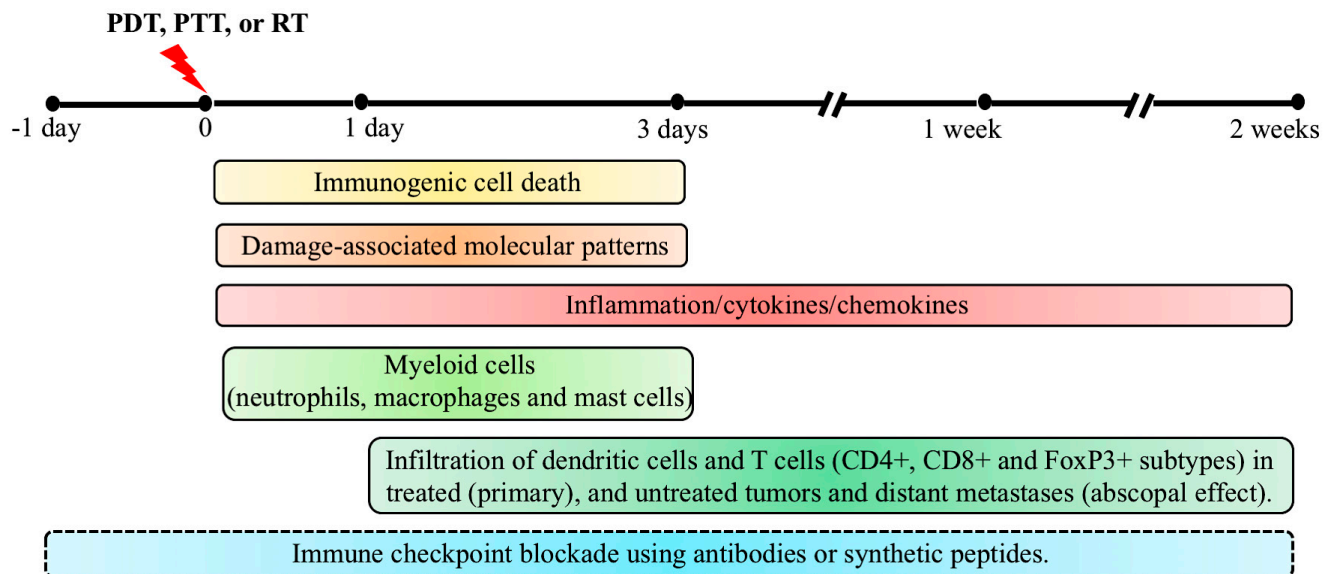 PDT, PTT, or RT
-1 day 0 1 day 3 days 1 week 2 weeks
Immunogenic cell death
Damage-associated molecular patterns
Inflammation/cytokines/chemokines
Myeloid cells
(neutrophils, macrophages and mast cells)
Infiltration of dendritic cells and T cells (CD4+, CD8+ and FoxP3+ subtypes) in
treated (primary), and untreated tumors and distant metastases (abscopal effect).
Immune checkpoint blockade using antibodies or synthetic peptides.